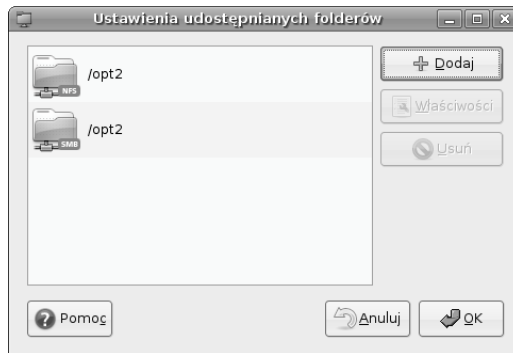 Ustawienia udostępnianych folderów
NFS
/opt2
SMB
/opt2
Dodaj
Właściwości
Usuń
Pomoc
Anuluj
OK